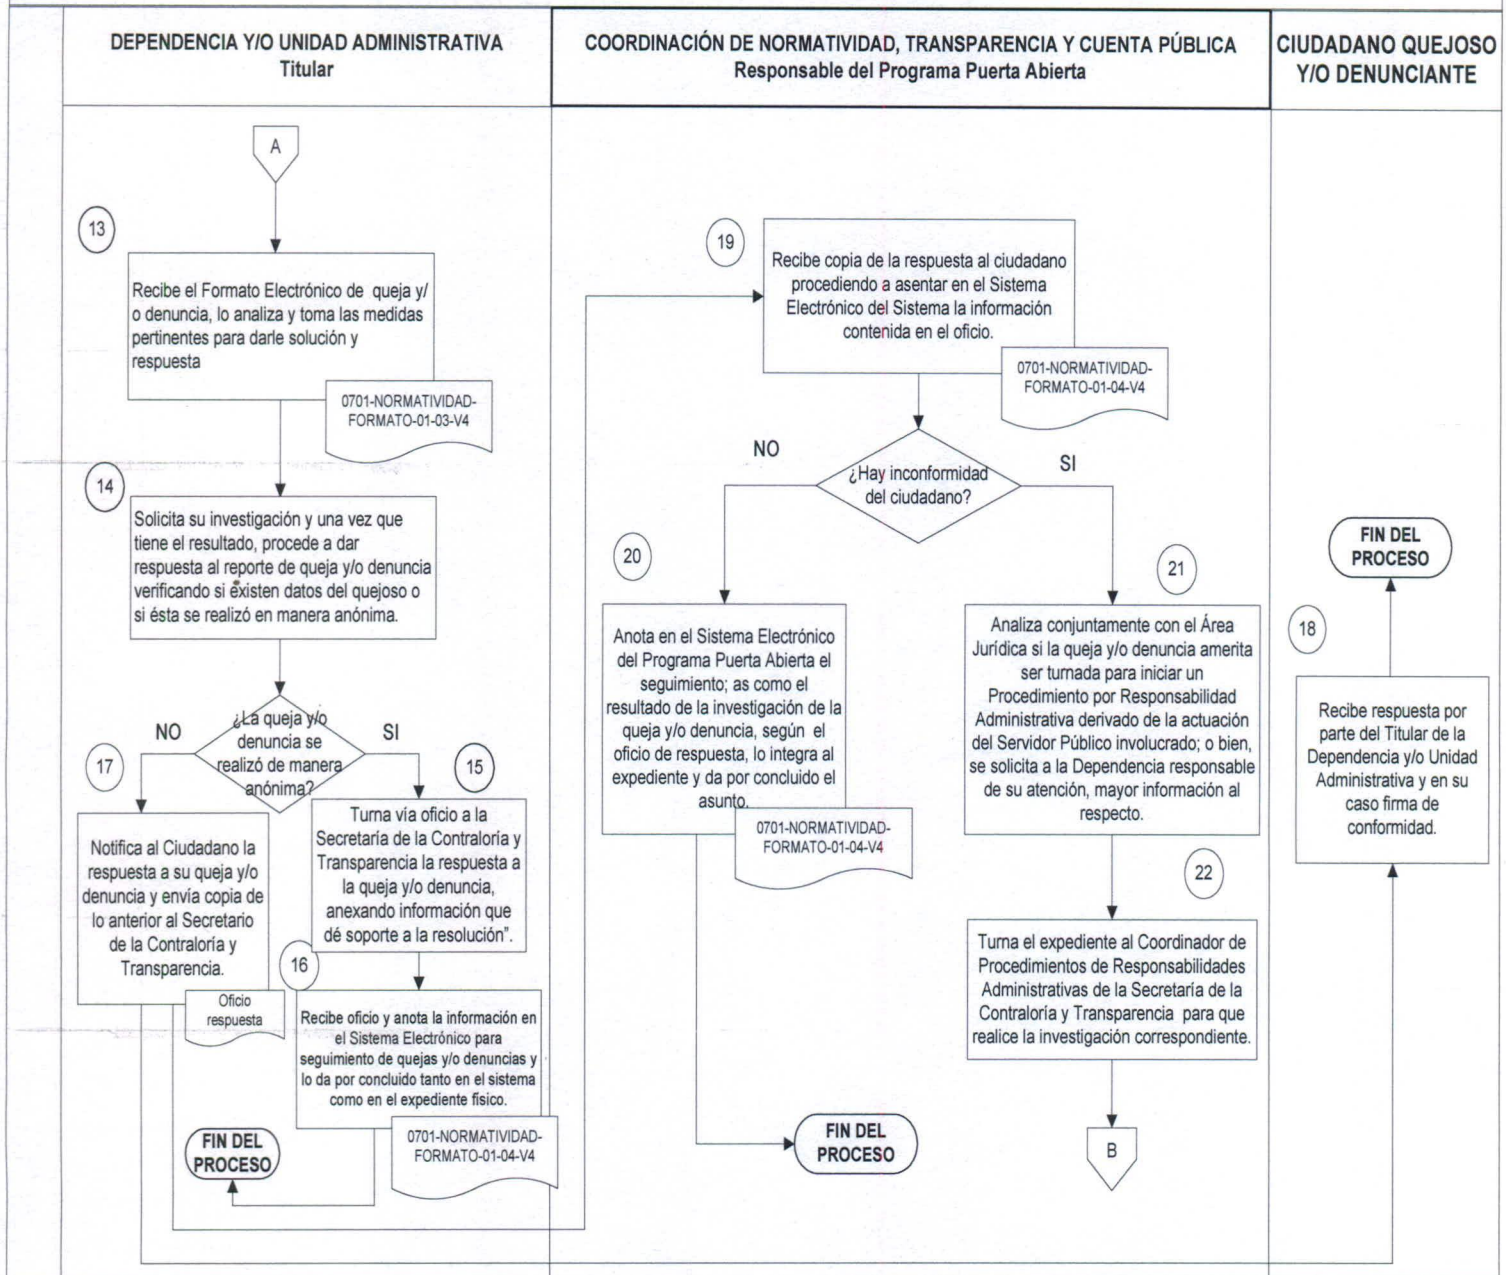 DEPENDENCIA Y/O UNIDAD ADMINISTRATIVA
Titular
COORDINACIÓN DE NORMATIVIDAD, TRANSPARENCIA Y CUENTA PÚBLICA
Responsable del Programa Puerta Abierta
CIUDADANO QUEJOSO
Y/O DENUNCIANTE
A
13
Recibe el Formato Electrónico de queja y/
o denuncia, lo analiza y toma las medidas
pertinentes para darle solución y
respuesta
0701-NORMATIVIDAD-
FORMATO-01-03-V4
14
Solicita su investigación y una vez que
tiene el resultado, procede a dar
respuesta al reporte de queja y/o denuncia
verificando si existen datos del quejoso o
si ésta se realizó en manera anónima.
¿La queja y/o
denuncia se
realizó de manera
anónima?
NO
SI
17
Notifica al Ciudadano la
respuesta a su queja y/o
denuncia y envía copia de
lo anterior al Secretario
de la Contraloría y
Transparencia.
Oficio
respuesta
15
Turna vía oficio a la
Secretaría de la Contraloría y
Transparencia la respuesta a
la queja y/o denuncia,
anexando información que
dé soporte a la resolución”.
16
Recibe oficio y anota la información en
el Sistema Electrónico para
seguimiento de quejas y/o denuncias y
lo da por concluido tanto en el sistema
como en el expediente físico.
0701-NORMATIVIDAD-
FORMATO-01-04-V4
FIN DEL
PROCESO
19
Recibe copia de la respuesta al ciudadano
procediendo a asentar en el Sistema
Electrónico del Sistema la información
contenida en el oficio.
0701-NORMATIVIDAD-
FORMATO-01-04-V4
¿Hay inconformidad
del ciudadano?
NO
SI
20
Anota en el Sistema Electrónico
del Programa Puerta Abierta el
seguimiento; as como el
resultado de la investigación de la
queja y/o denuncia, según el
oficio de respuesta, lo integra al
expediente y da por concluido el
asunto.
0701-NORMATIVIDAD-
FORMATO-01-04-V4
FIN DEL
PROCESO
21
Analiza conjuntamente con el Área
Jurídica si la queja y/o denuncia amerita
ser turnada para iniciar un
Procedimiento por Responsabilidad
Administrativa derivado de la actuación
del Servidor Público involucrado; o bien,
se solicita a la Dependencia responsable
de su atención, mayor información al
respecto.
22
Turna el expediente al Coordinador de
Procedimientos de Responsabilidades
Administrativas de la Secretaría de la
Contraloría y Transparencia para que
realice la investigación correspondiente.
B
FIN DEL
PROCESO
18
Recibe respuesta por
parte del Titular de la
Dependencia y/o Unidad
Administrativa y en su
caso firma de
conformidad.